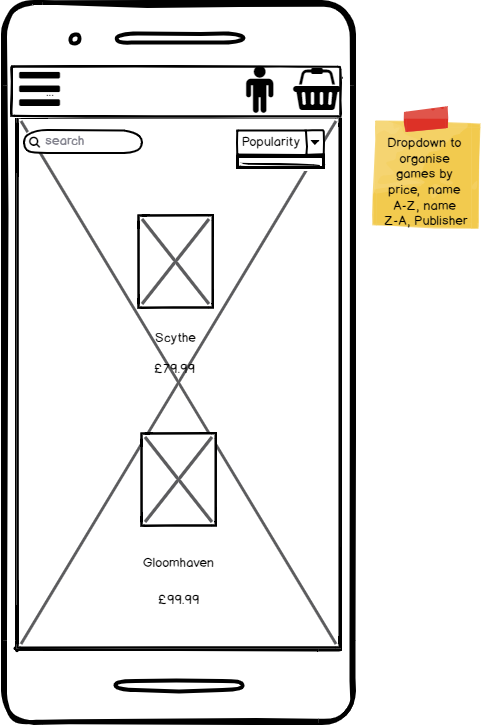 ...
search
Popularity
Dropdown to
organise
games by
price, name
A-Z, name
Z-A, Publisher
Scythe
£79.99
Gloomhaven
£99.99